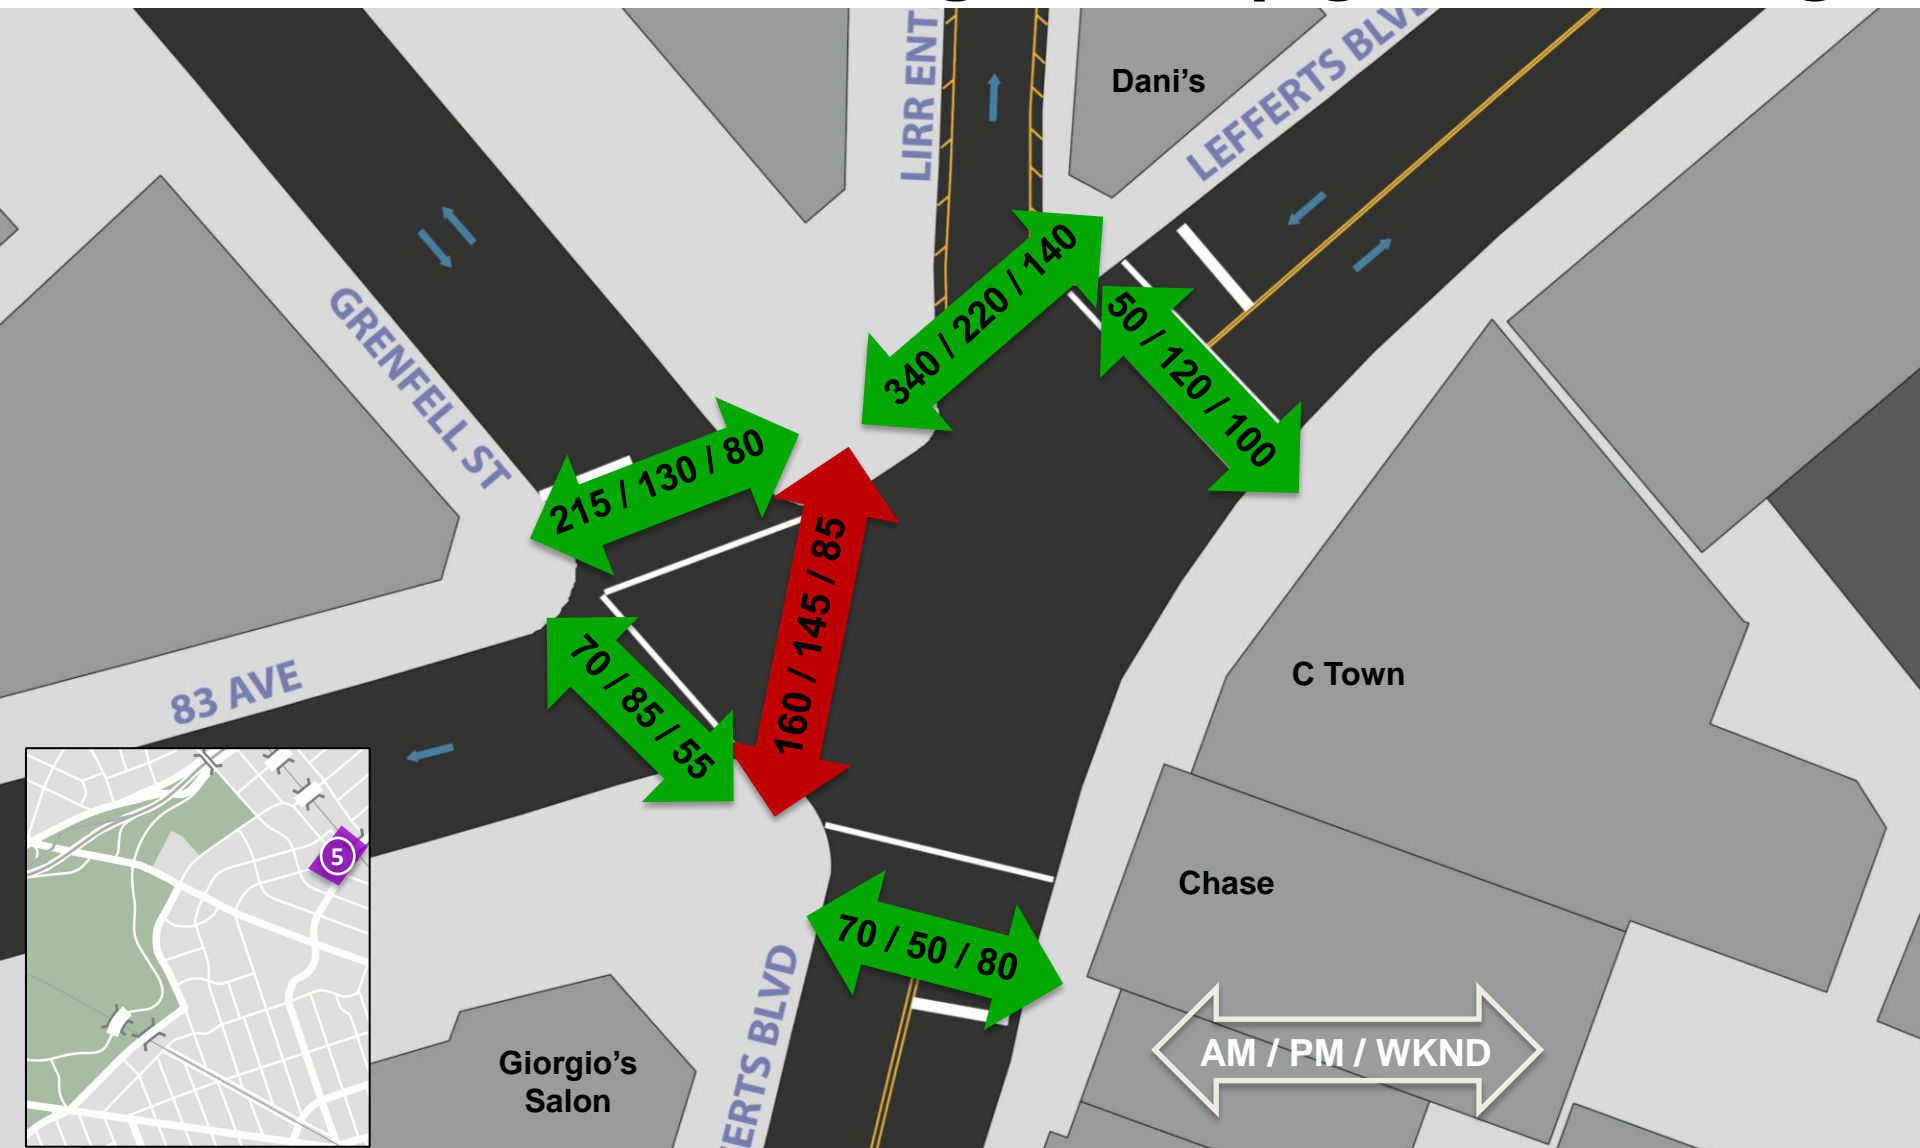 LIRR ENT
Dani's
LEFFERTS BLVD
GRENFELL ST
340 / 220 / 140
50 / 120 / 100
215 / 130 / 80
160 / 145 / 85
70 / 85 / 55
83 AVE
C Town
5
Chase
70 / 50 / 80
ERTS BLVD
Giorgio's
Salon
AM / PM / WKND